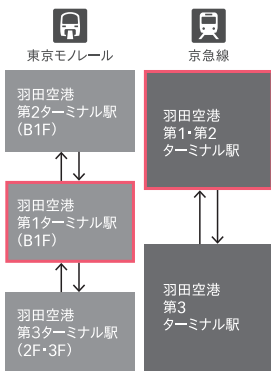 東京モノレール
羽田空港
第2ターミナル駅
(B1F)
羽田空港
第1ターミナル駅
(B1F)
羽田空港
第3ターミナル駅
(2F・3F)
京急線
羽田空港
第1・第2
ターミナル駅
羽田空港
第3
ターミナル駅